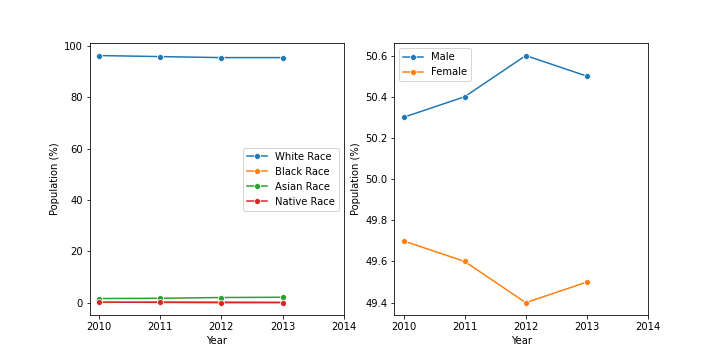 100
80
60
40
20
0
Population (%)
White Race
Black Race
Asian Race
Native Race
2010 2011 2012 2013 2014
Year
50.6
50.4
50.2
50.0
49.8
49.6
49.4
Population (%)
Male
Female
2010 2011 2012 2013 2014
Year